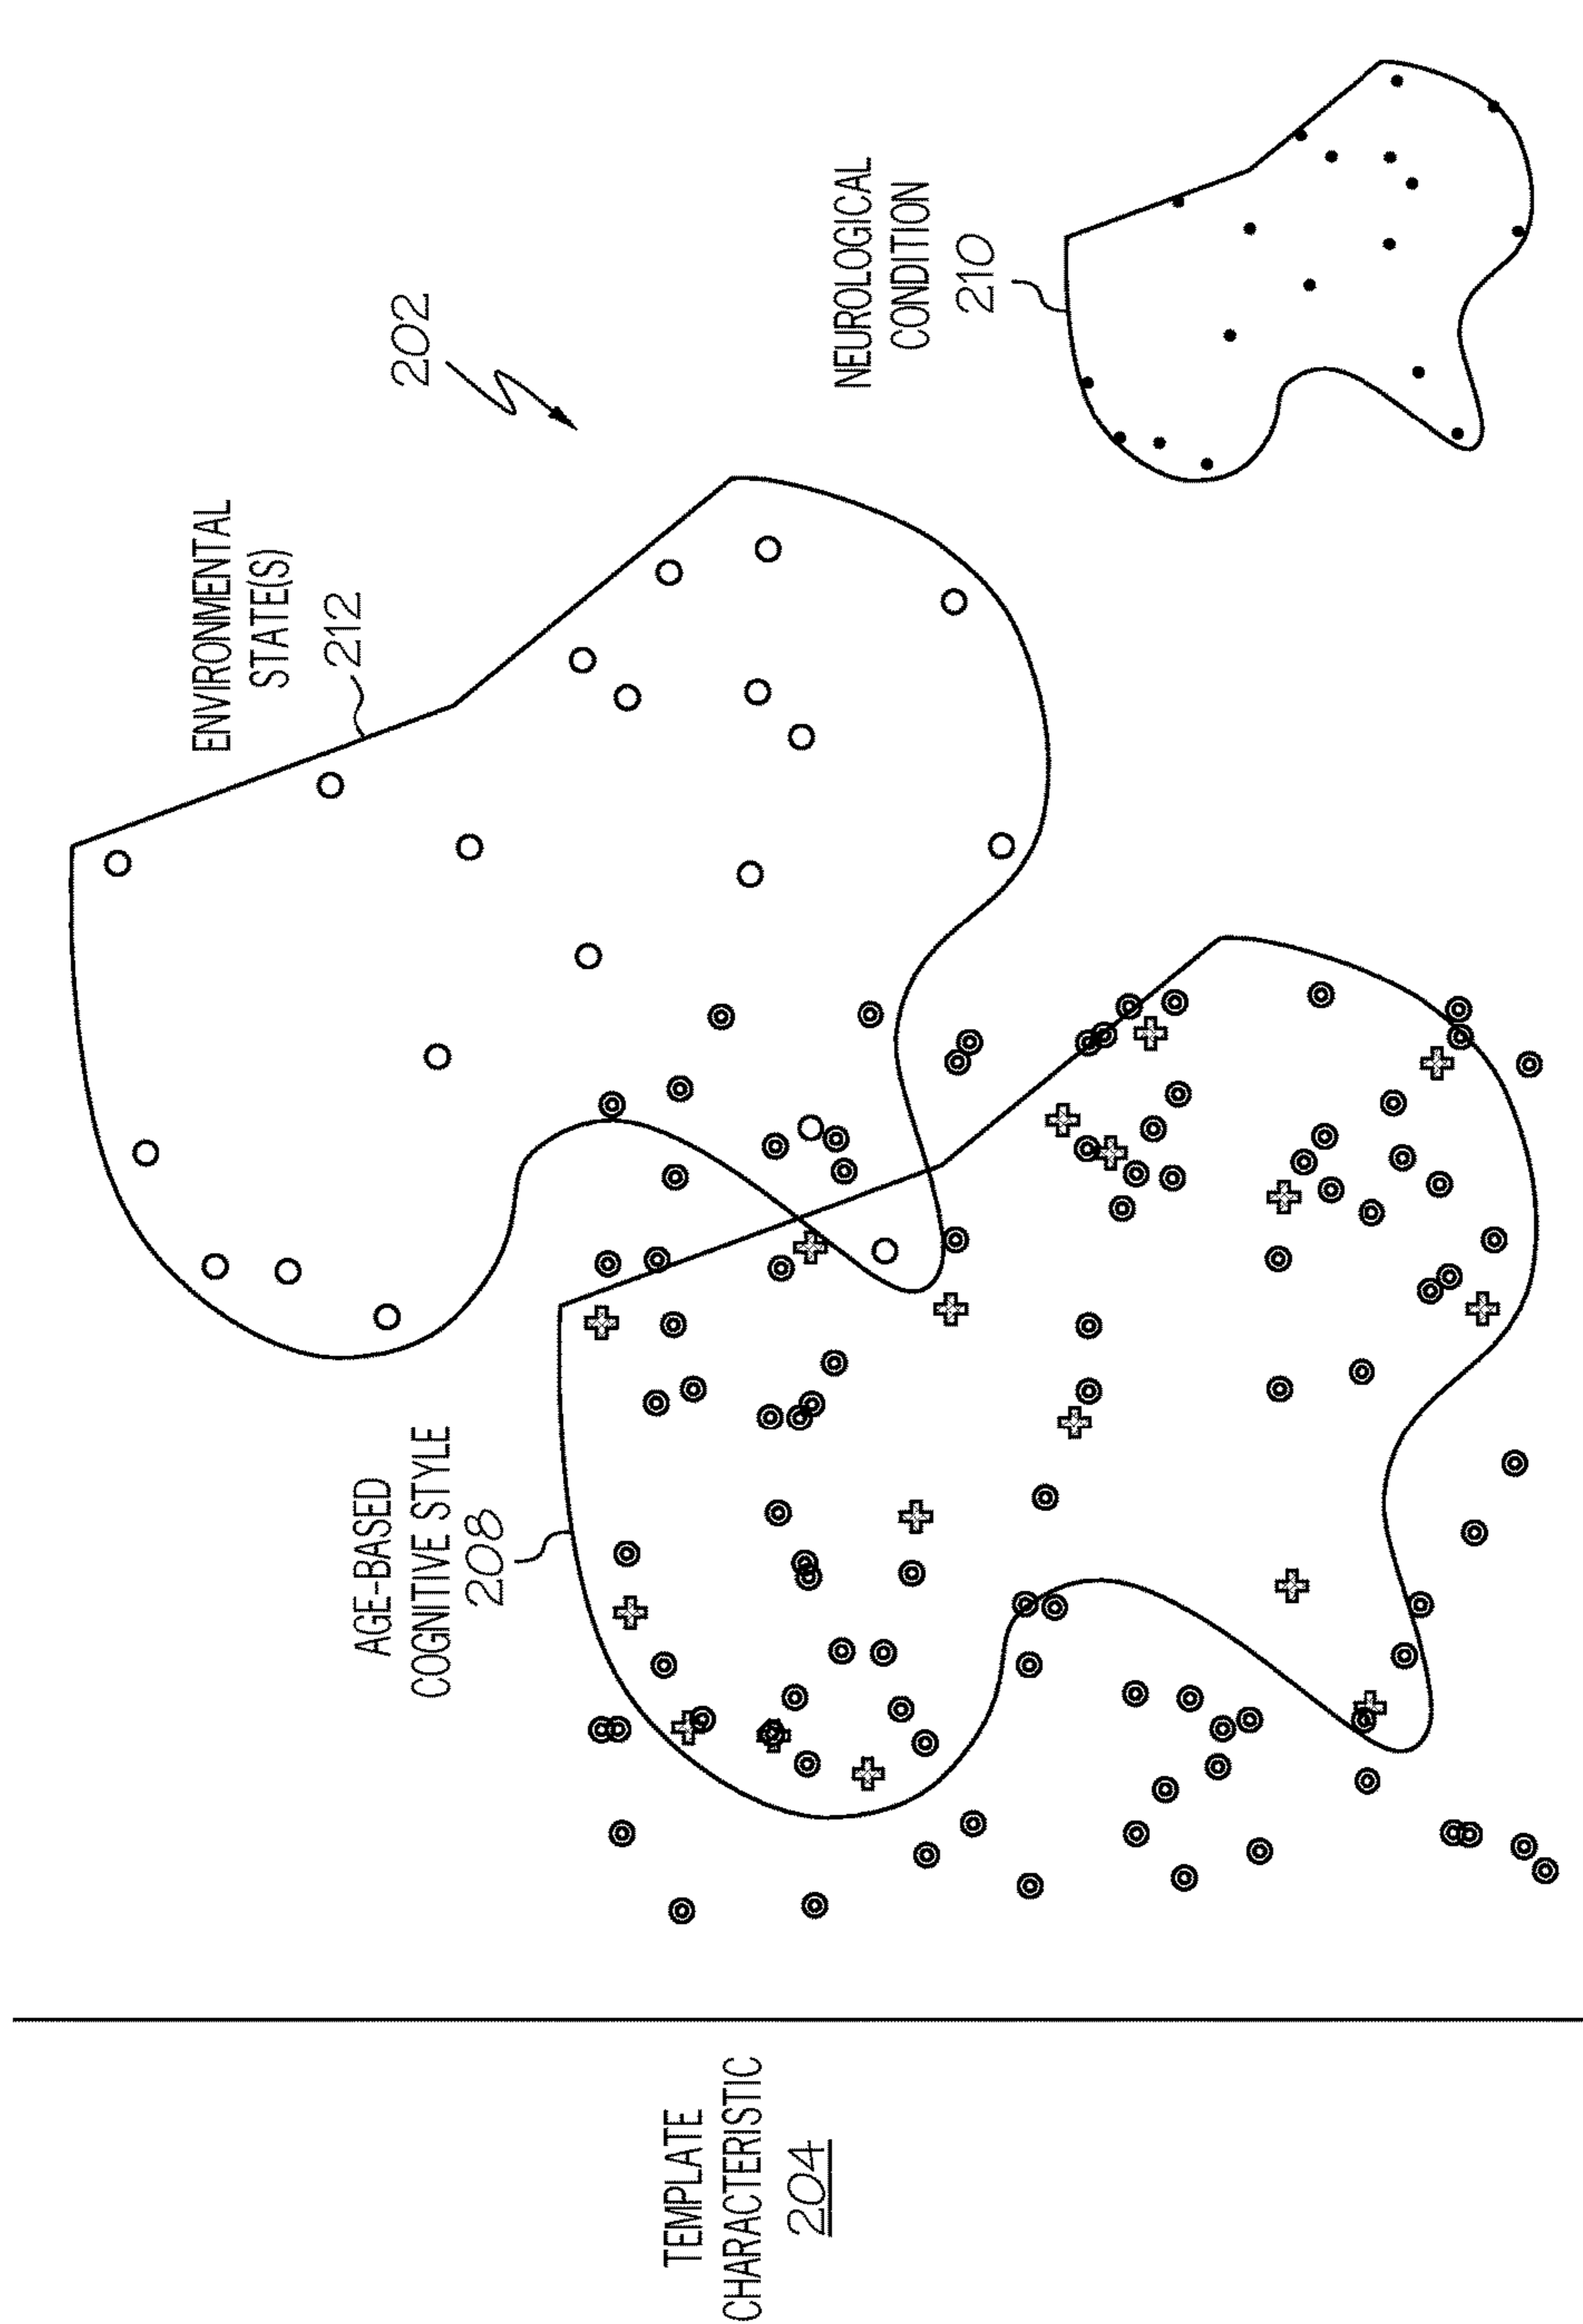 TEMPLATE
CHARACTERISTIC
204
AGE-BASED
COGNITIVE STYLE
208
ENVIRONMENTAL
STATE(S)
212
202
NEUROLOGICAL
CONDITION
210